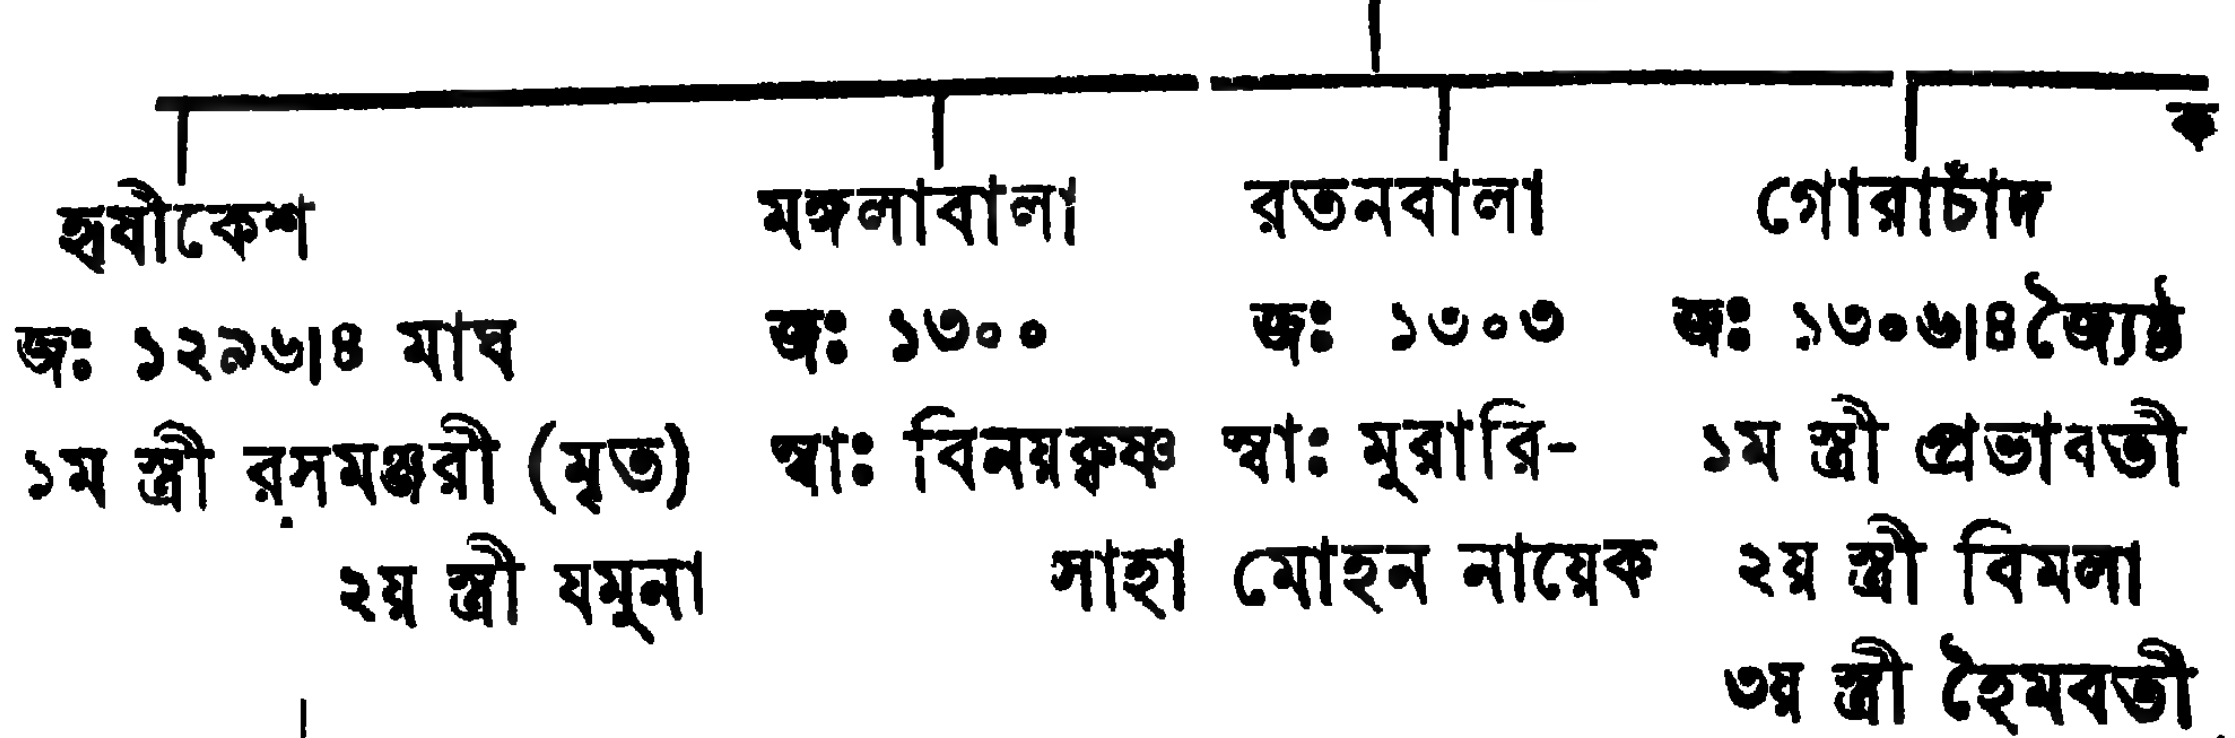 ক
হৃষীকেশ মঙ্গলাবালা রতনবালা গোরাচাঁদ
জঃ ১২৯৬|৪ মাঘ জঃ ১৩০০ জঃ ১৩০৩ জঃ ১৩০৬|৪ জ্যৈষ্ঠ
১ম স্ত্রী রসমঞ্জরী (মৃত) স্বাঃ বিনয়কৃষ্ণ স্বাঃ মুরারি- ১ম স্ত্রী প্রভাবতী
২য় স্ত্রী যমুনা সাহা মোহন নায়েক ২য় স্ত্রী বিমলা
৩য় স্ত্রী হৈমবতী